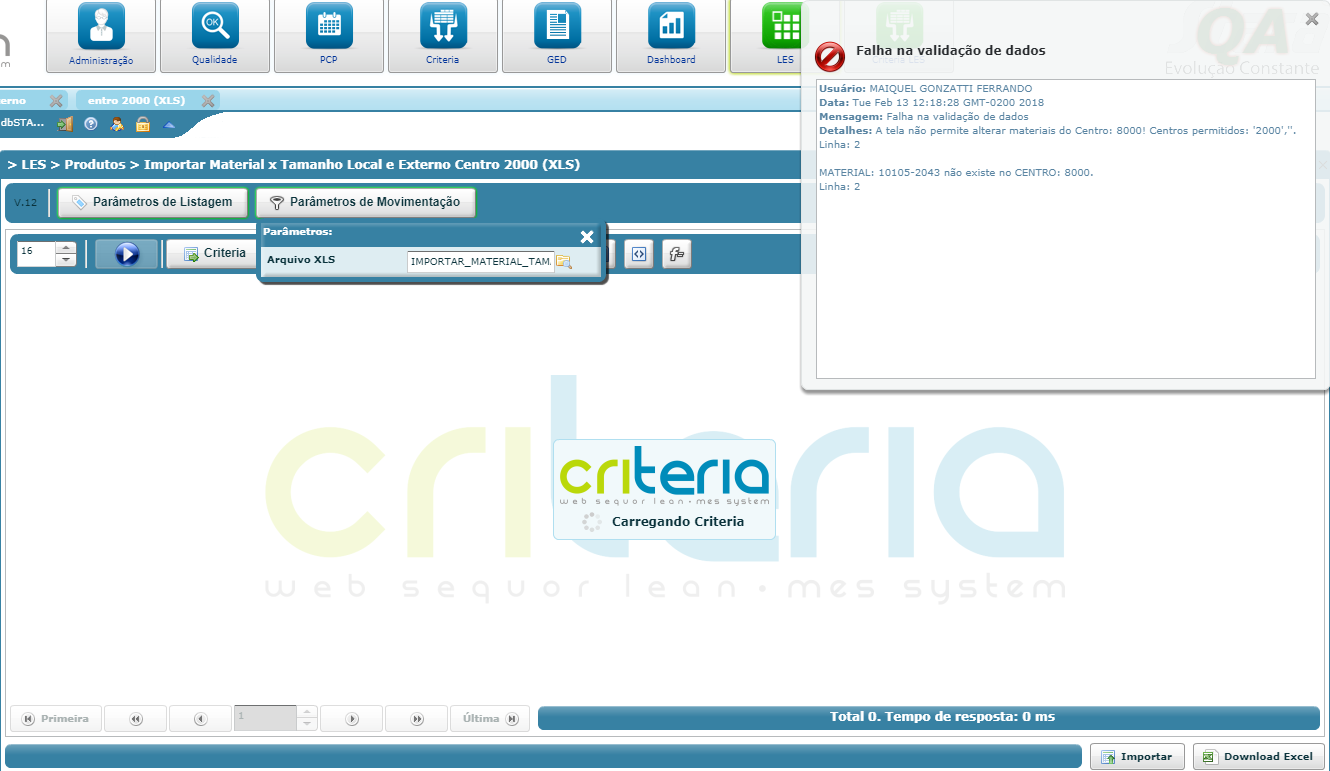 Administração
Qualidade
PCP
Criteria
GED
Dashboard
LES
Criteria LES
QA
Evolução Constante
Falha na validação de dados
Usuário: MAIQUEL GONZATTI FERRANDO
Data: Tue Feb 13 12:18:28 GMT-0200 2018
Mensagem: Falha na validação de dados
Detalhes: A tela não permite alterar materiais do Centro: 8000! Centros permitidos: '2000',''.
Linha: 2
MATERIAL: 10105-2043 não existe no CENTRO: 8000.
Linha: 2
erno
entro 2000 (XLS)
dbSTA...
> LES > Produtos > Importar Material x Tamanho Local e Externo Centro 2000 (XLS)
V.12
Parâmetros de Listagem
Parâmetros de Movimentação
Parâmetros:
Arquivo XLS
IMPORTAR_MATERIAL_TAM
16
Criteria
criteria
web sequor lean·mes system
criteria
web sequor lean·mes system
Carregando Criteria
Primeira
1
Última
Total 0. Tempo de resposta: 0 ms
Importar
Download Excel